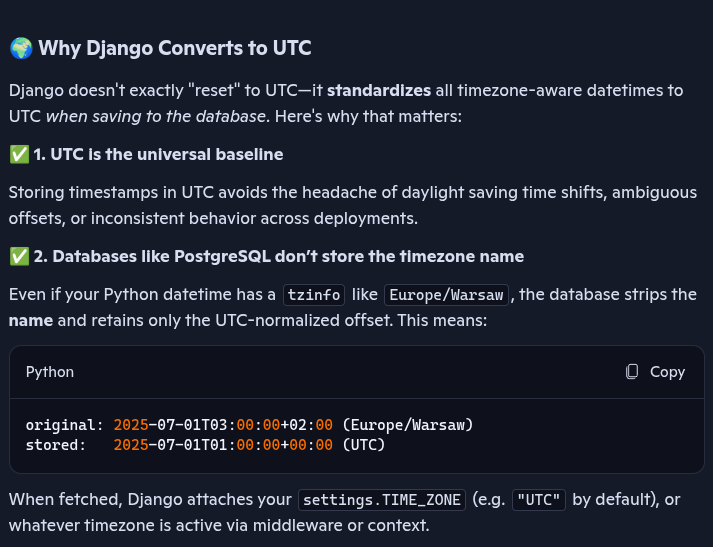 🌍 Why Django Converts to UTC
Django doesn't exactly "reset" to UTC—it standardizes all timezone-aware datetimes to
UTC when saving to the database. Here's why that matters:
✅ 1. UTC is the universal baseline
Storing timestamps in UTC avoids the headache of daylight saving time shifts, ambiguous
offsets, or inconsistent behavior across deployments.
✅ 2. Databases like PostgreSQL don’t store the timezone name
Even if your Python datetime has a tzinfo like Europe/Warsaw, the database strips the
name and retains only the UTC-normalized offset. This means:
Python Copy
original: 2025-07-01T03:00:00+02:00 (Europe/Warsaw)
stored:   2025-07-01T01:00:00+00:00 (UTC)
When fetched, Django attaches your settings.TIME_ZONE (e.g. "UTC" by default), or
whatever timezone is active via middleware or context.